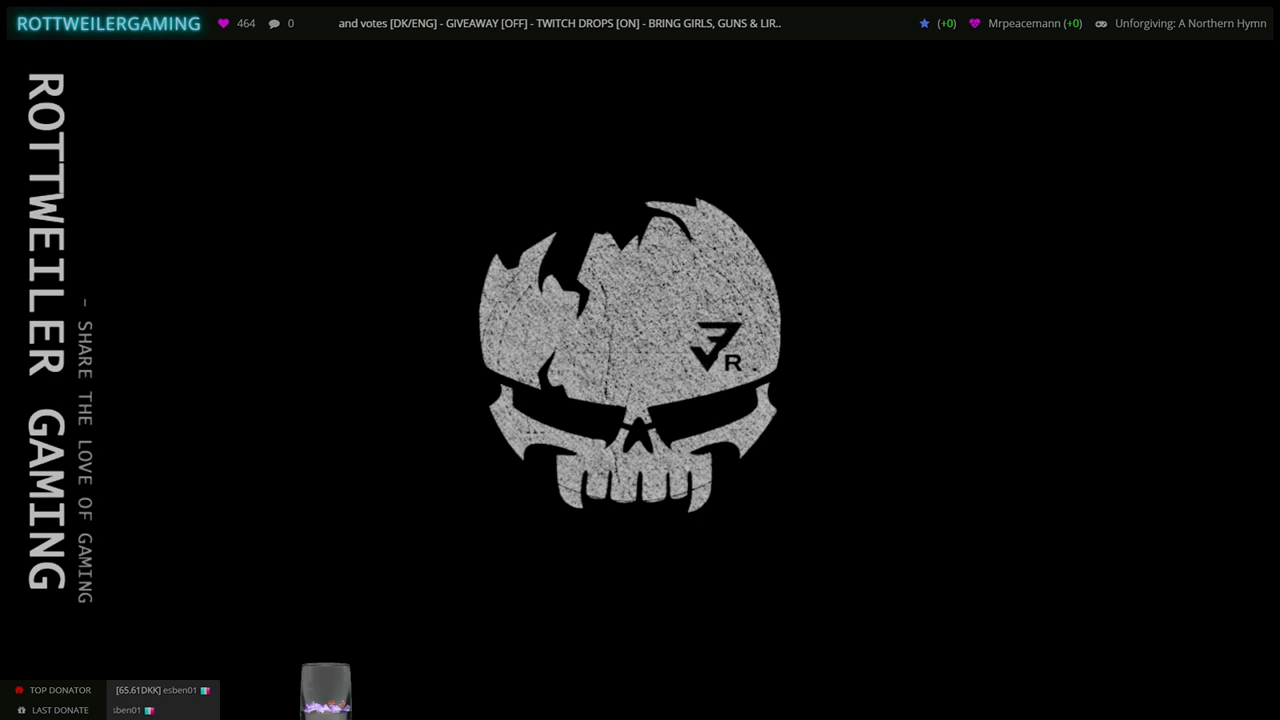 ROTTWEILERGAMING 464 0 and votes [DK/ENG] - GIVEAWAY [OFF] - TWITCH DROPS [ON] - BRING GIRLS, GUNS & LIR.. (+0) Mrpeacemann (+0) Unforgiving: A Northern Hymn
ROTTWEILER GAMING
- SHARE THE LOVE OF GAMING
R
TOP DONATOR [65.61DKK] esben01
LAST DONATE sben01